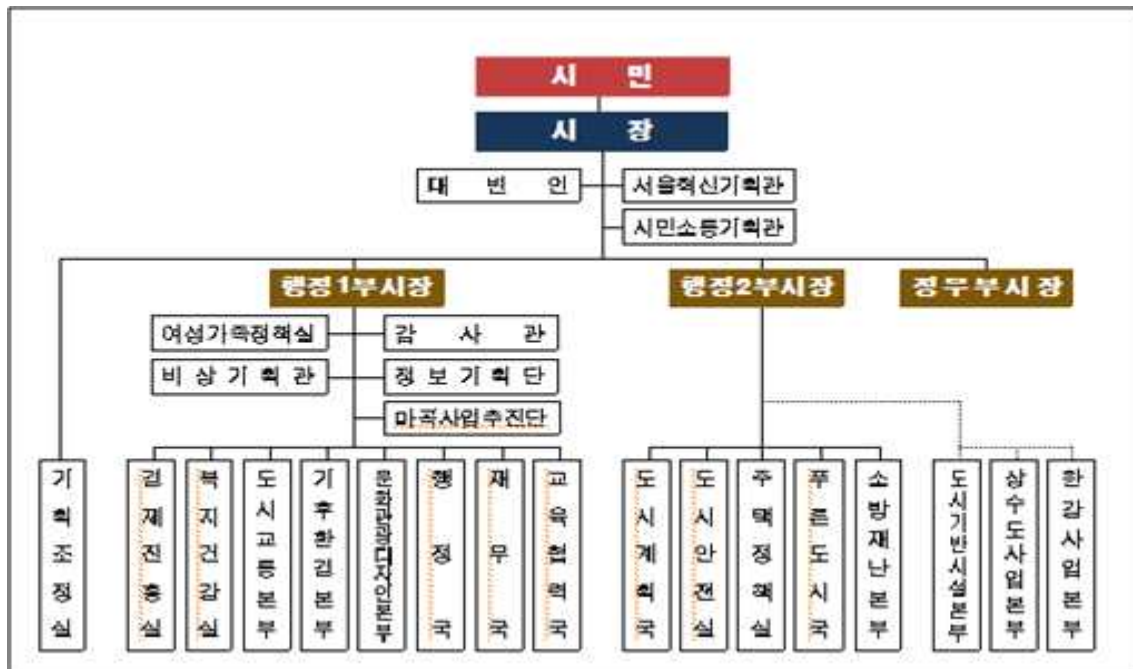 시 민
시 장
대 변 인
서울혁신기획관
시민소통기획관
행정1부시장
행정2부시장
정무부시장
여성가족정책실
감 사 관
비상기획관
정보기획단
마곡사업추진단
기획조정실
경제진흥실
복지건강실
도시교통본부
기후환경본부
문화관광디자인본부
행정국
재무국
교육협력국
도시계획국
도시안전실
주택정책실
푸른도시국
소방재난본부
도시기반시설본부
상수도사업본부
한강사업본부